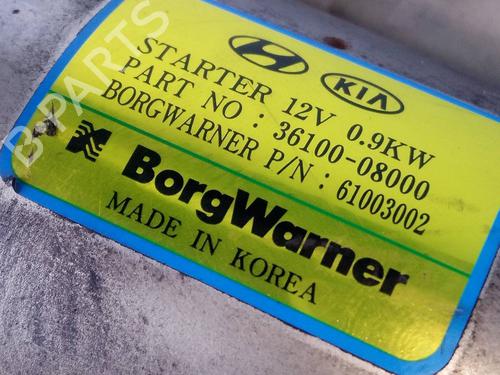 B-PARTS
KIA
STARTER 12V 0.9KW
PART NO : 36100-08000
BORGWARNER P/N : 61003002
BorgWarner
MADE IN KOREA